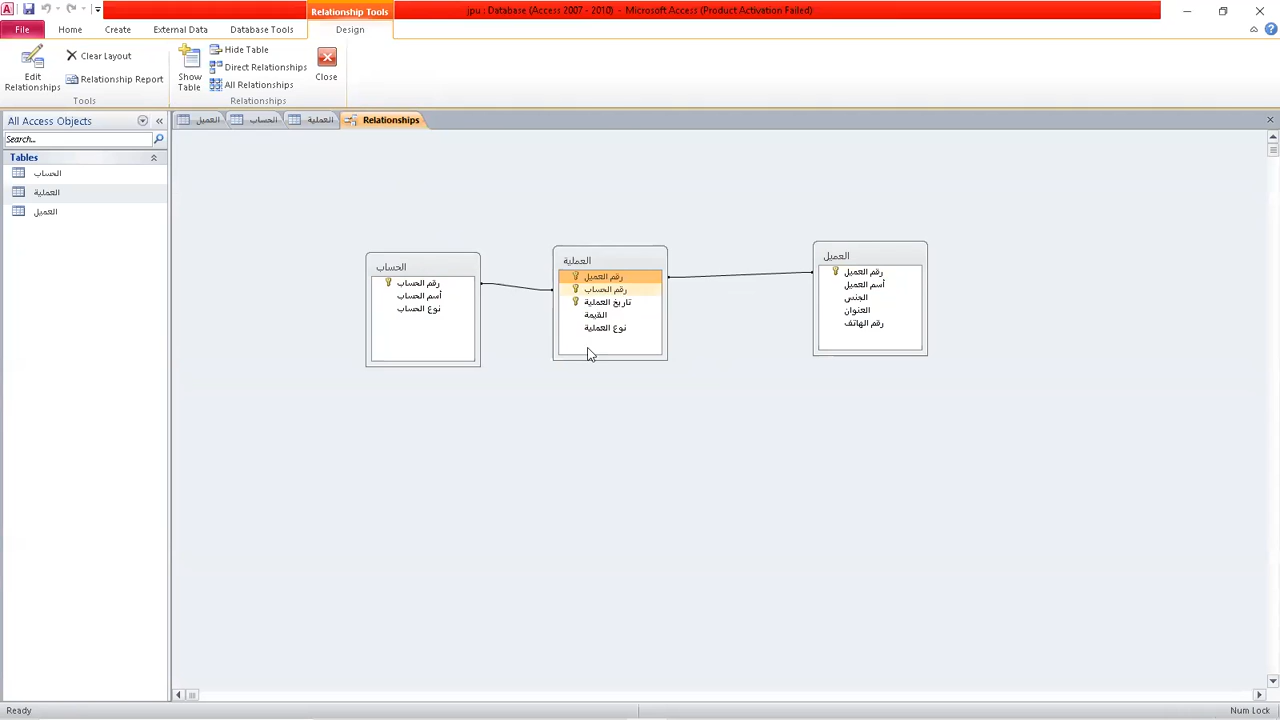 Relationship Tools
jpu : Database (Access 2007 - 2010) - Microsoft Access (Product Activation Failed)
File
Home
Create
External Data
Database Tools
Design
Edit
Relationships
Clear Layout
Relationship Report
Tools
Show
Table
Hide Table
Direct Relationships
All Relationships
Relationships
Close
All Access Objects
Search...
Tables
الحساب
العملية
العميل
العميل
الحساب
العملية
Relationships
الحساب
رقم الحساب
أسم الحساب
نوع الحساب
العملية
رقم العميل
رقم الحساب
تاريخ العملية
القيمة
نوع العملية
العميل
رقم العميل
أسم العميل
الجنس
العنوان
رقم الهاتف
Ready
Num Lock